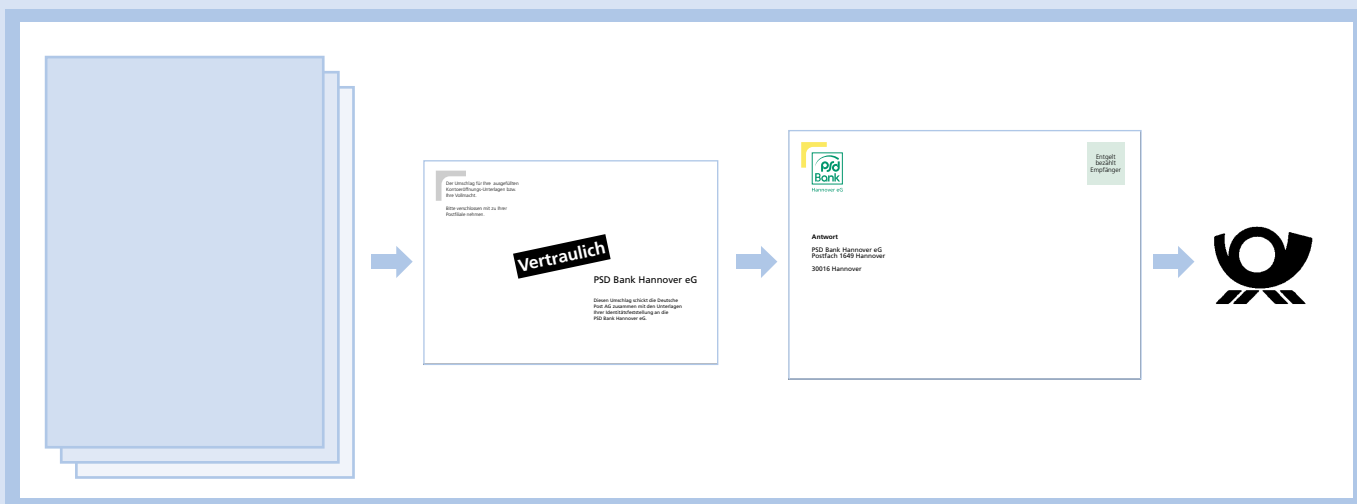 Der Umschlag für Ihre ausgefüllten
Kontoeröffnungs-Unterlagen bzw.
Ihre Vollmacht.
Bitte verschlossen mit zu Ihrer
Postfiliale nehmen.
Vertraulich
PSD Bank Hannover eG
Diesen Umschlag schickt die Deutsche
Post AG zusammen mit den Unterlagen
Ihrer Identitätsfeststellung an die
PSD Bank Hannover eG.
psd
Bank
Hannover eG
Entgelt
bezahlt
Empfänger
Antwort
PSD Bank Hannover eG
Postfach 1649 Hannover
30016 Hannover